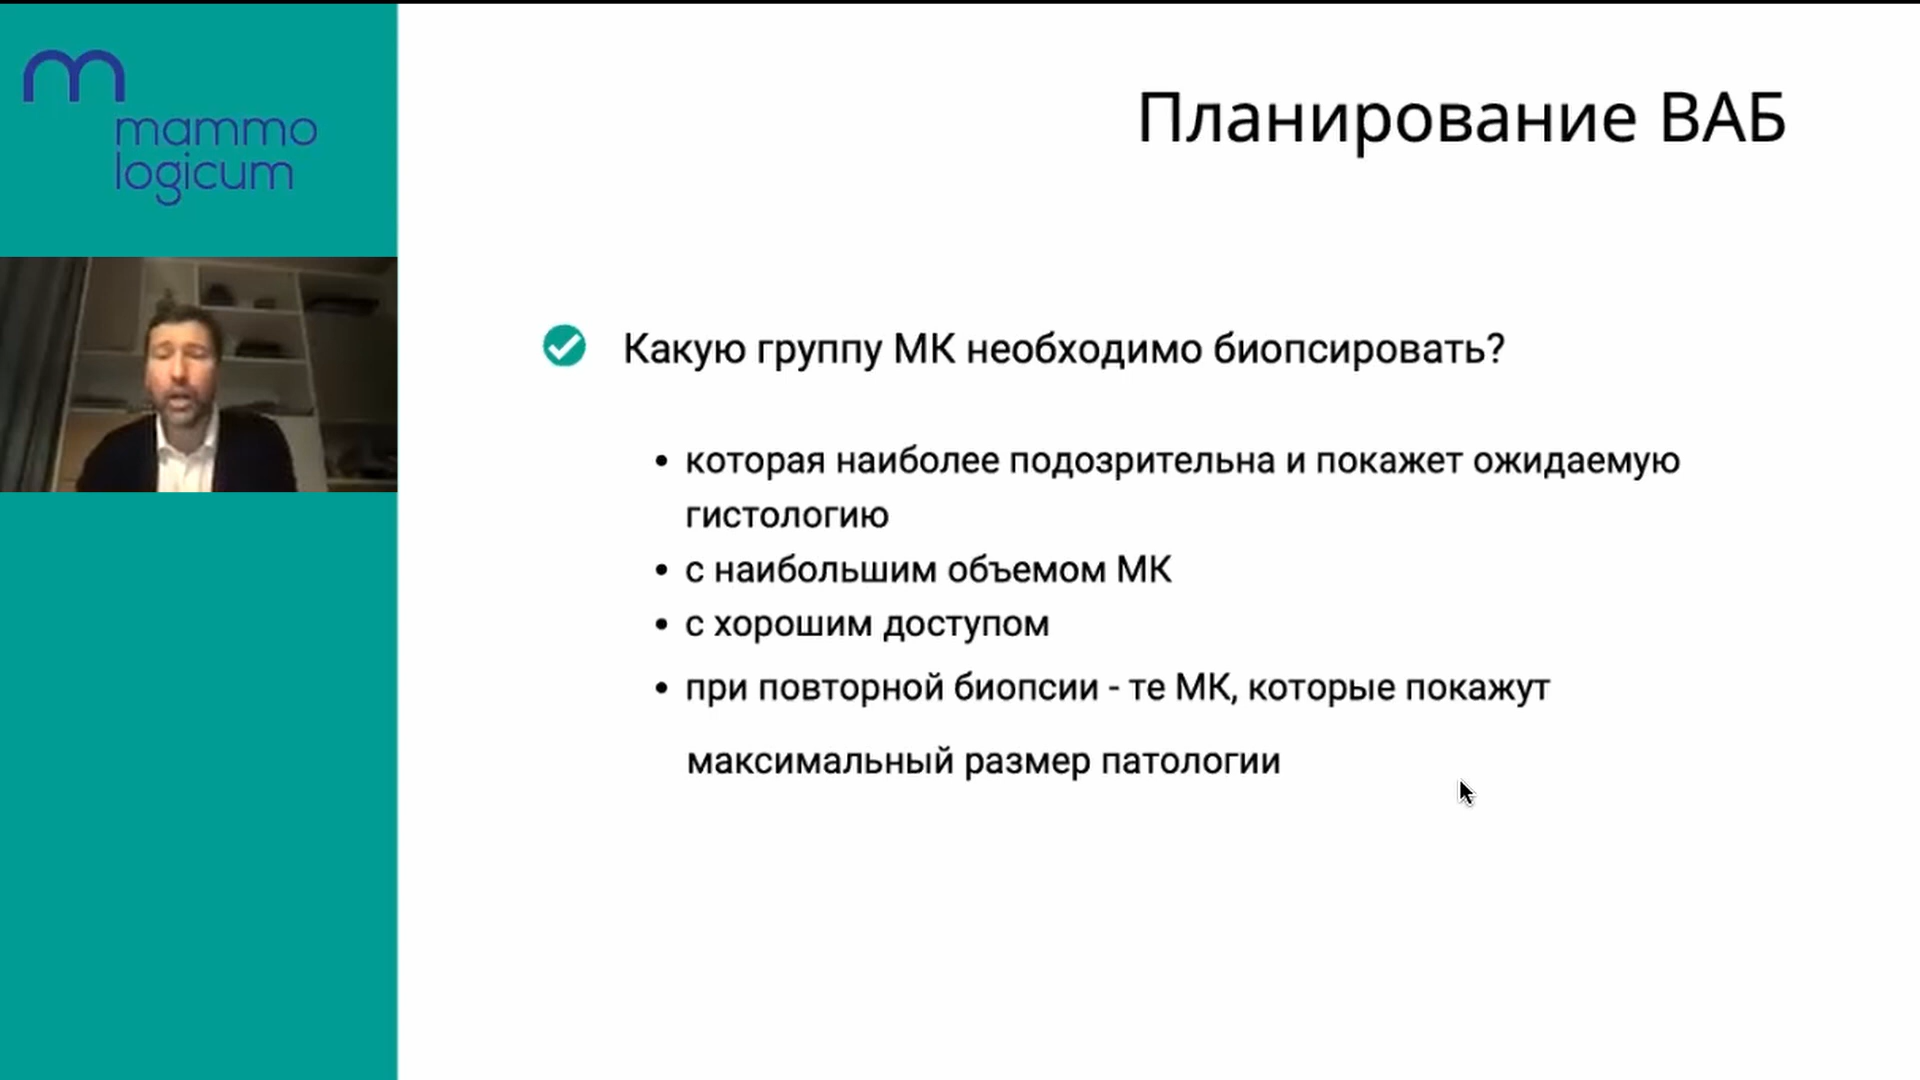 mammo
logicum
Планирование ВАБ
Какую группу МК необходимо биопсировать?
• которая наиболее подозрительна и покажет ожидаемую
гистологию
• с наибольшим объемом МК
• с хорошим доступом
• при повторной биопсии - те МК, которые покажут
максимальный размер патологии